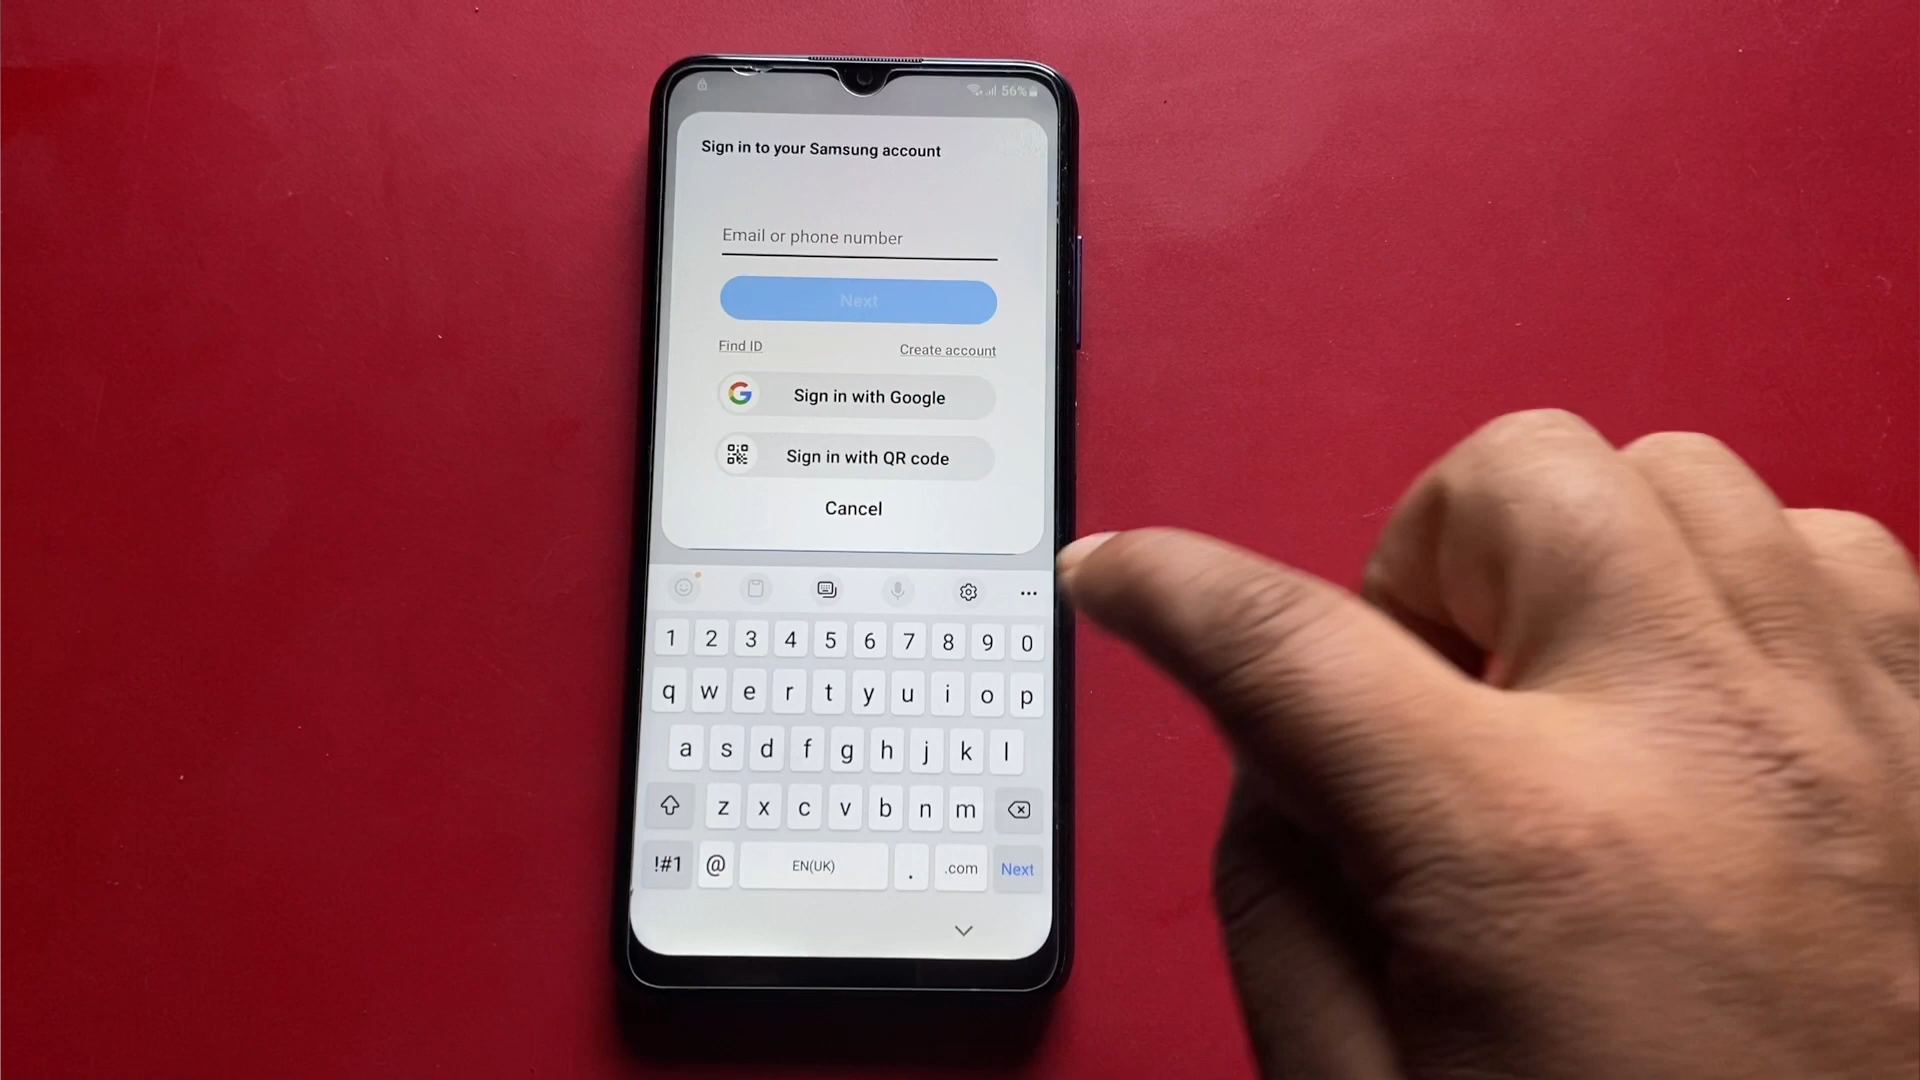 56%
Sign in to your Samsung account
Email or phone number
Next
Find ID
Create account
Sign in with Google
Sign in with QR code
Cancel
1 2 3 4 5 6 7 8 9 0
q w e r t y u i o p
a s d f g h j k l
z x c v b n m
!#1 @ EN(UK) . .com Next